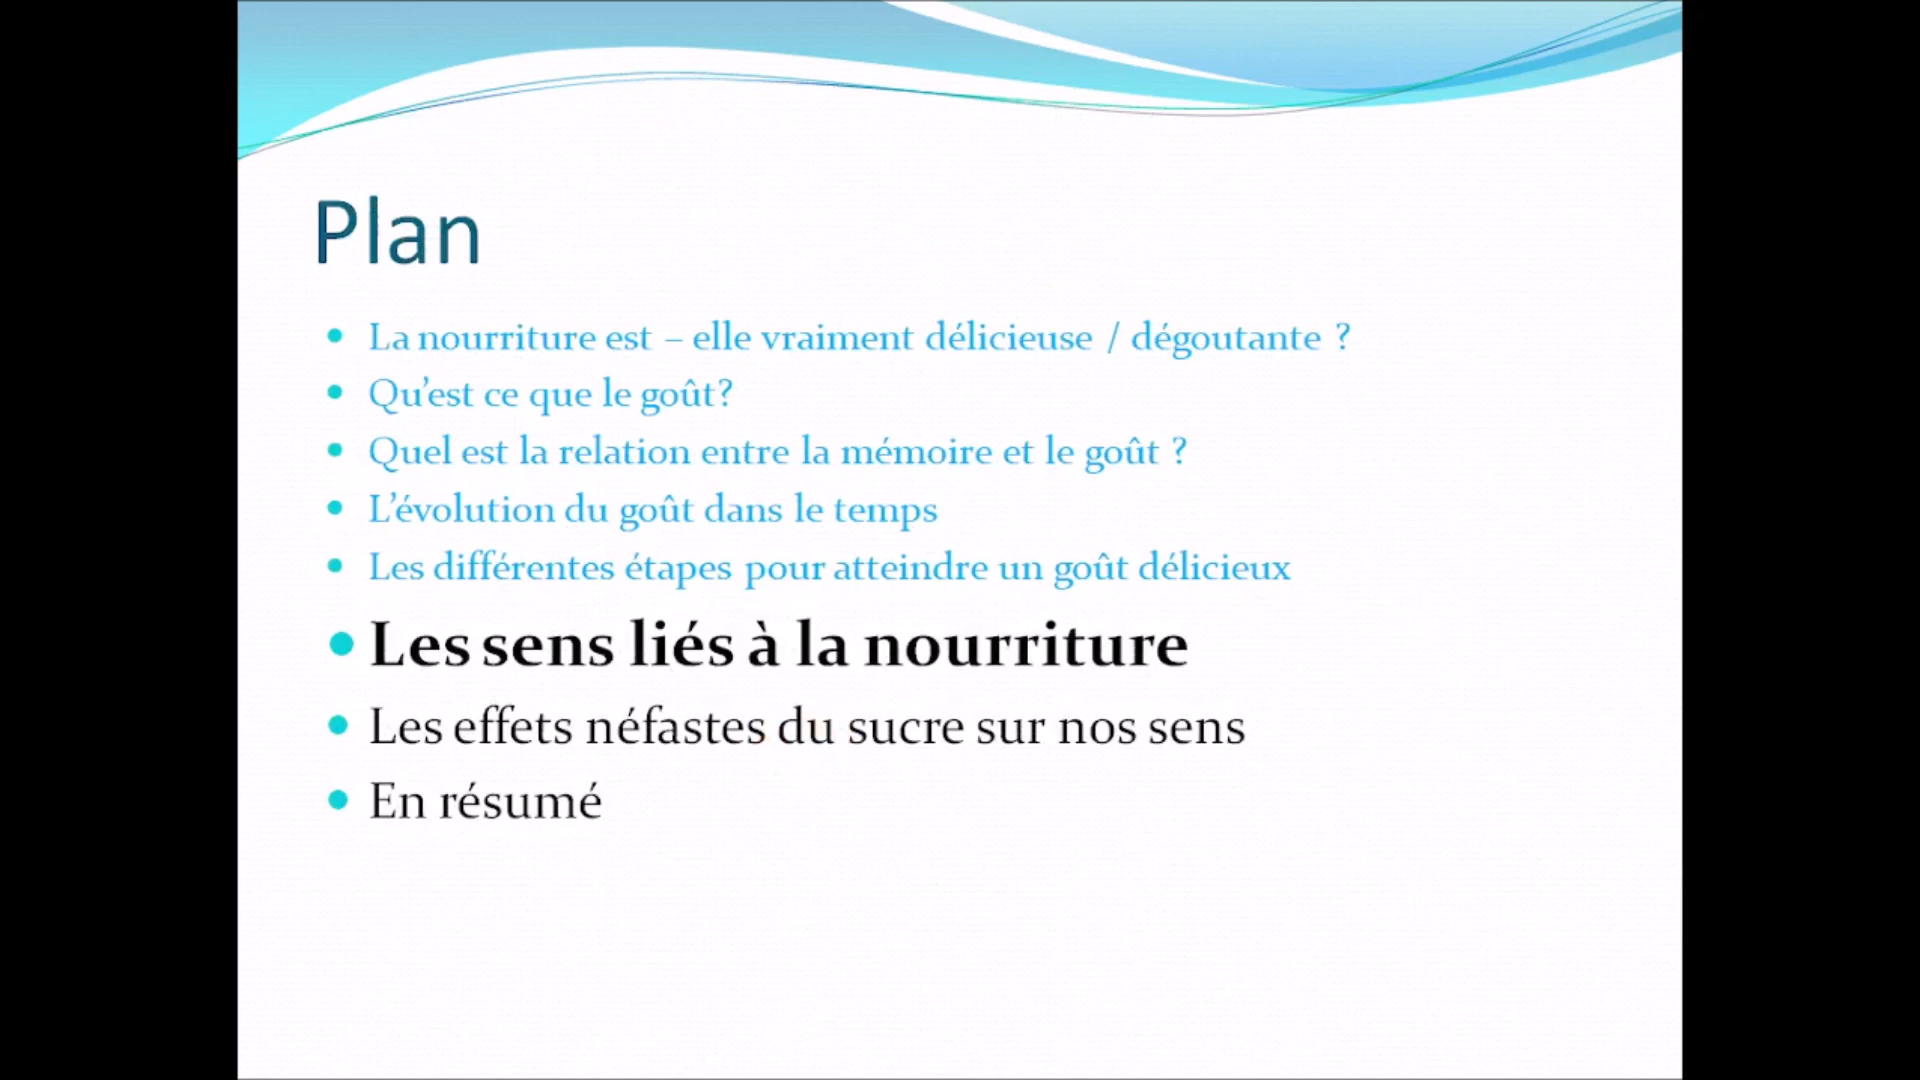 Plan
La nourriture est – elle vraiment délicieuse / dégoutante ?
Qu’est ce que le goût?
Quel est la relation entre la mémoire et le goût ?
L’évolution du goût dans le temps
Les différentes étapes pour atteindre un goût délicieux
Les sens liés à la nourriture
Les effets néfastes du sucre sur nos sens
En résumé